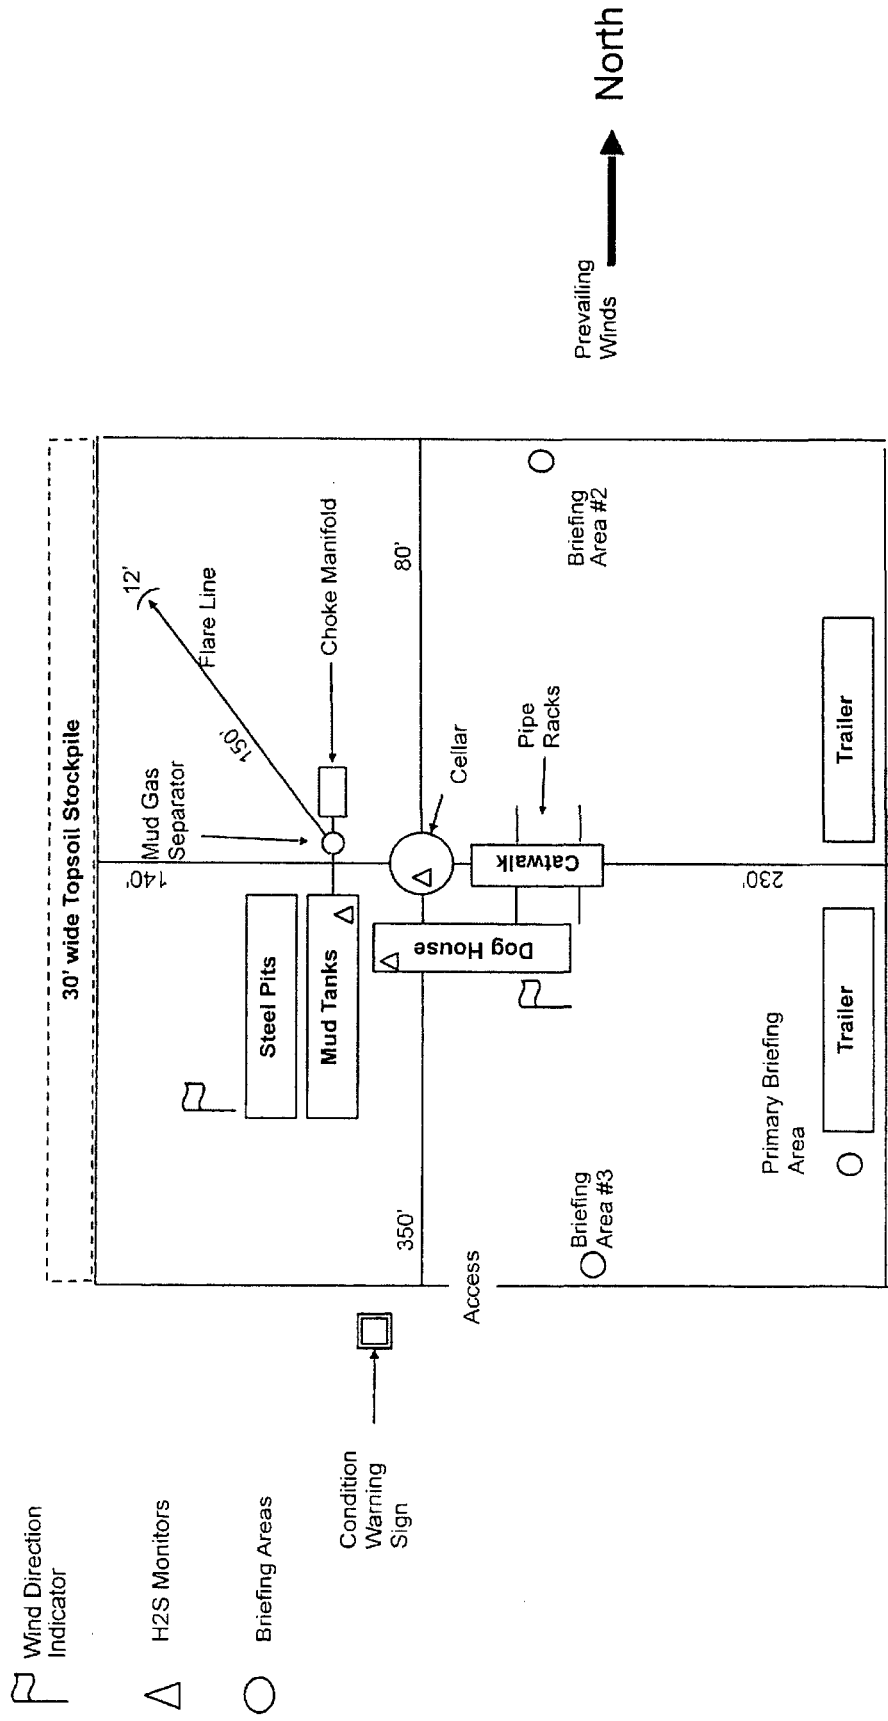 Wind Direction
Indicator
H2S Monitors
Briefing Areas
Condition
Warning
Sign
30' wide Topsoil Stockpile
140'
Mud Gas
Separator
150'
Flare Line
12'
Steel Pits
Mud Tanks
Choke Manifold
350'
80'
Access
Dog House
Cellar
Catwalk
Pipe
Racks
Briefing
Area #3
Briefing
Area #2
230'
Primary Briefing
Area
Trailer
Trailer
Prevailing
Winds
North